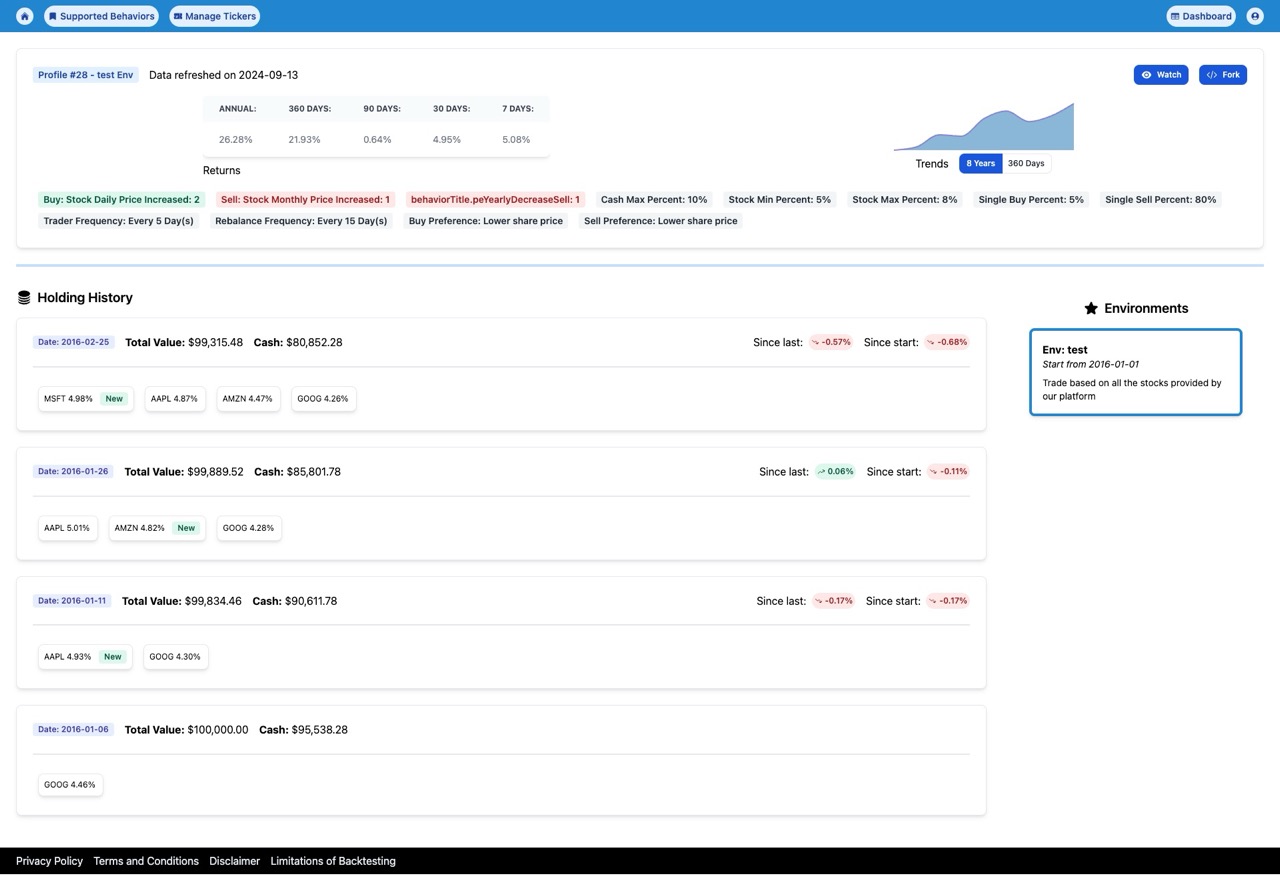 Supported Behaviors Manage Tickers Dashboard
Profile #28 - test Env Data refreshed on 2024-09-13 Watch Fork
ANNUAL: 360 DAYS: 90 DAYS: 30 DAYS: 7 DAYS:
26.28% 21.93% 0.64% 4.95% 5.08%
Returns
Trends 8 Years 360 Days
Buy: Stock Daily Price Increased: 2 Sell: Stock Monthly Price Increased: 1 behaviorTitle.peYearlyDecreaseSell: 1 Cash Max Percent: 10% Stock Min Percent: 5% Stock Max Percent: 8% Single Buy Percent: 5% Single Sell Percent: 80%
Trader Frequency: Every 5 Day(s) Rebalance Frequency: Every 15 Day(s) Buy Preference: Lower share price Sell Preference: Lower share price
Holding History
Date: 2016-02-25 Total Value: $99,315.48 Cash: $80,852.28 Since last: -0.57% Since start: -0.68%
MSFT 4.98% New AAPL 4.87% AMZN 4.47% GOOG 4.26%
Date: 2016-01-26 Total Value: $99,889.52 Cash: $85,801.78 Since last: 0.06% Since start: -0.11%
AAPL 5.01% AMZN 4.82% New GOOG 4.28%
Date: 2016-01-11 Total Value: $99,834.46 Cash: $90,611.78 Since last: -0.17% Since start: -0.17%
AAPL 4.93% New GOOG 4.30%
Date: 2016-01-06 Total Value: $100,000.00 Cash: $95,538.28
GOOG 4.46%
Environments
Env: test
Start from 2016-01-01
Trade based on all the stocks provided by
our platform
Privacy Policy Terms and Conditions Disclaimer Limitations of Backtesting